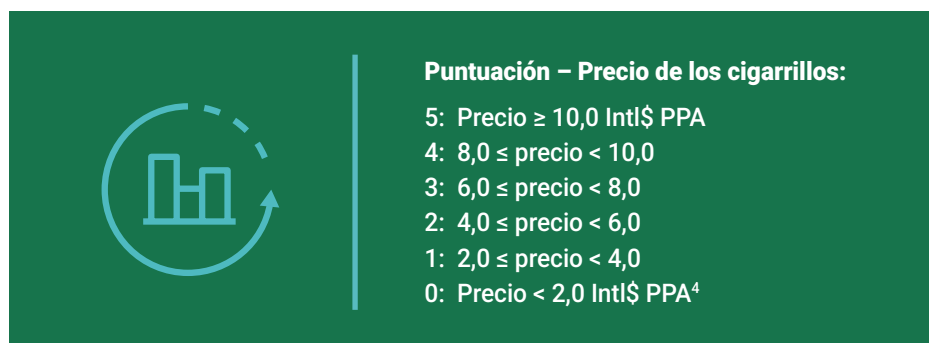 Puntuación – Precio de los cigarrillos:
5: Precio ≥ 10,0 Intl$ PPA
4: 8,0 ≤ precio < 10,0
3: 6,0 ≤ precio < 8,0
2: 4,0 ≤ precio < 6,0
1: 2,0 ≤ precio < 4,0
0: Precio < 2,0 Intl$ PPA⁴